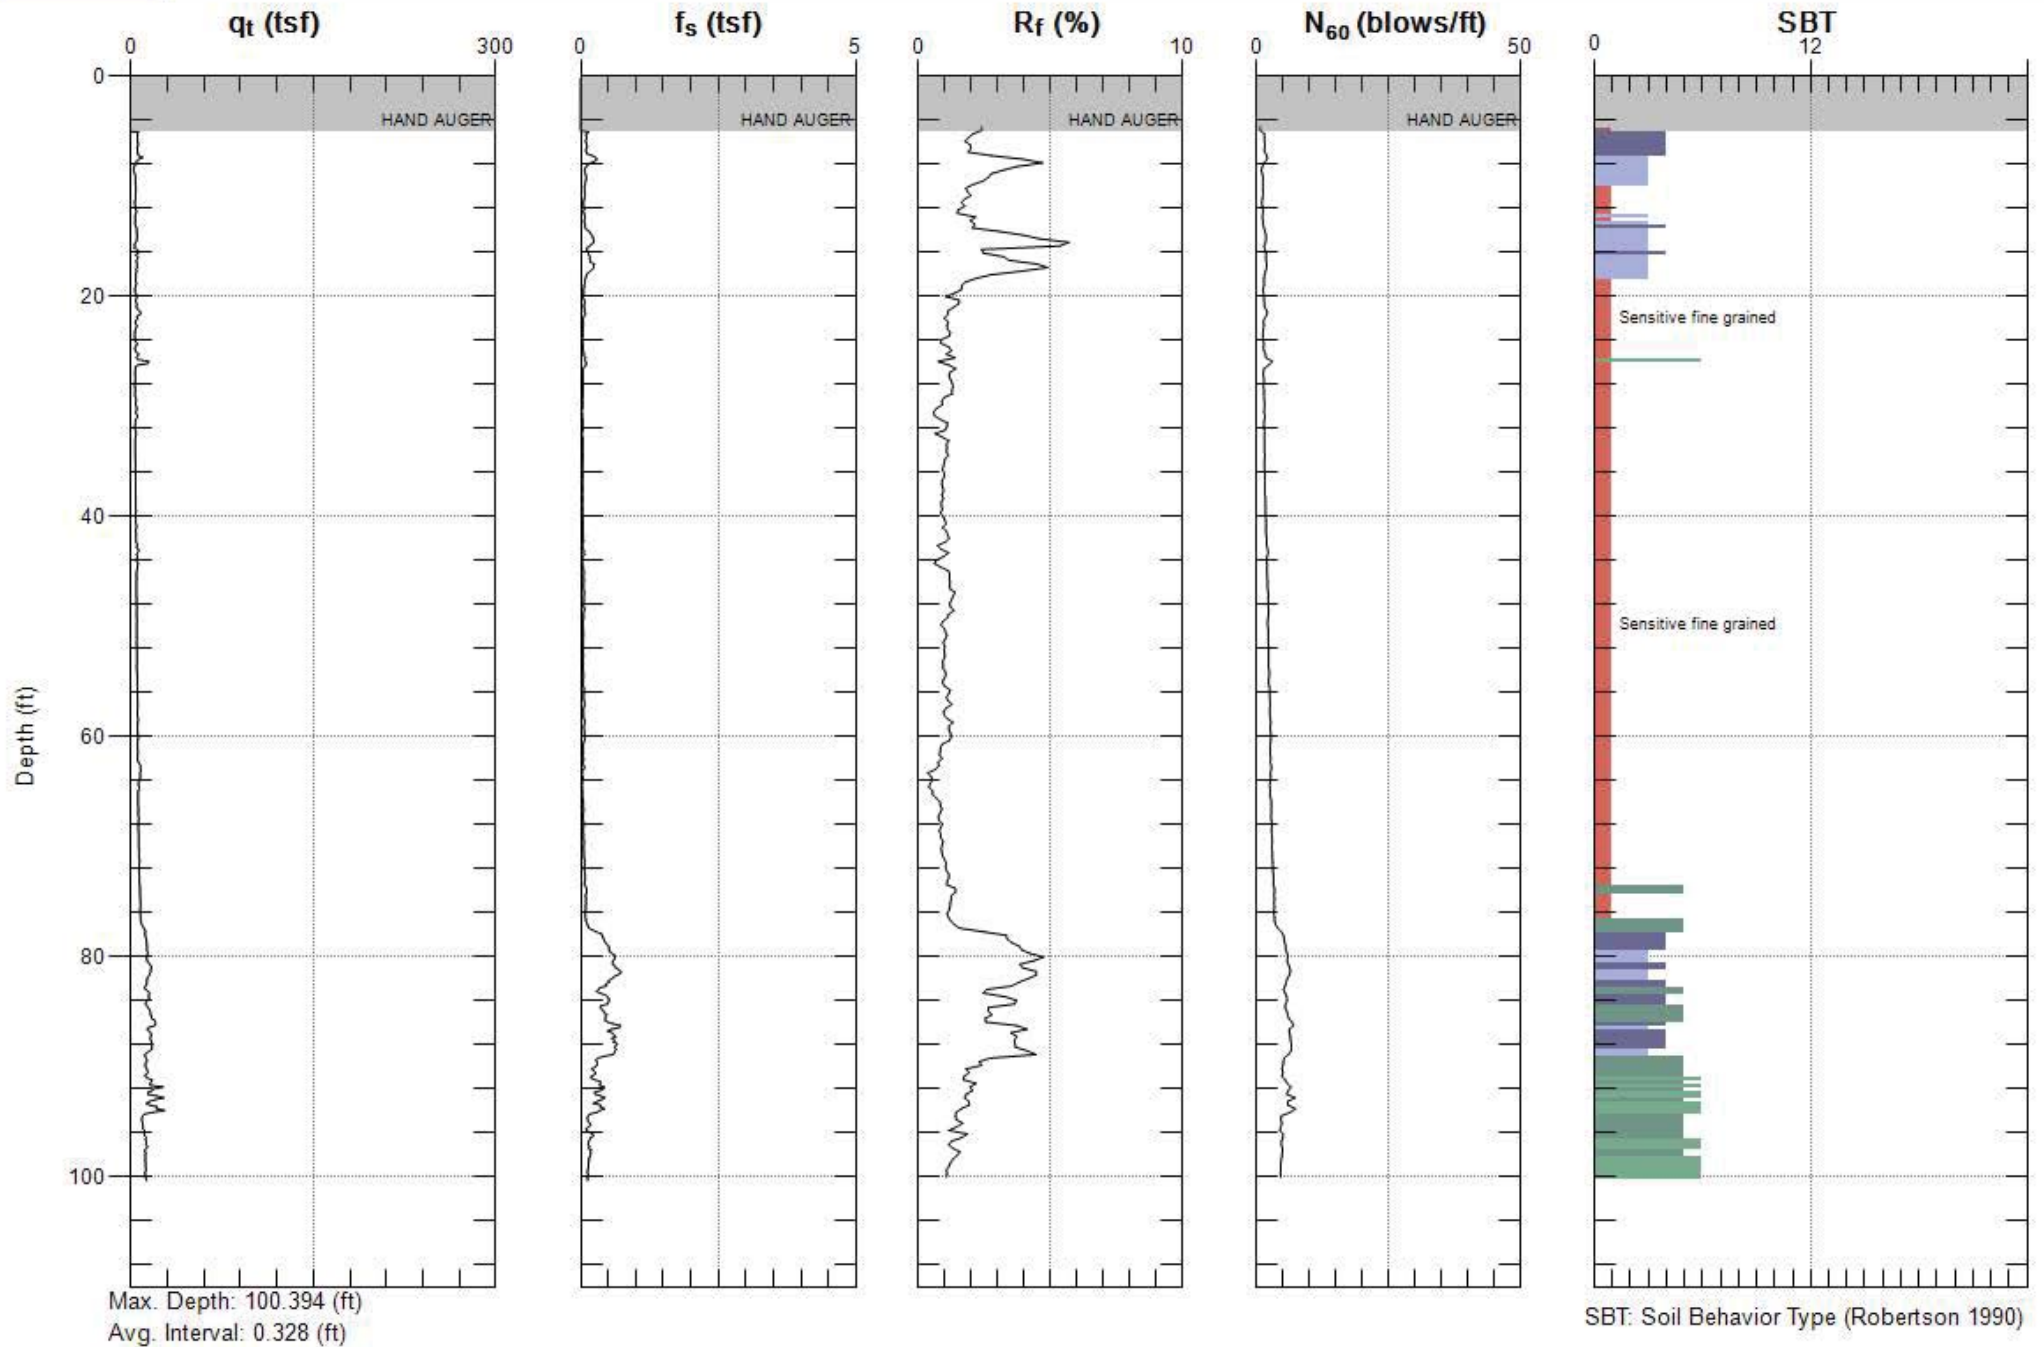 qt (tsf)
fs (tsf)
Rf (%)
N60 (blows/ft)
SBT
0 300
0 5
0 10
0 50
0 12
0
HAND AUGER
HAND AUGER
HAND AUGER
HAND AUGER
20
Sensitive fine grained
40
Sensitive fine grained
60
Depth (ft)
80
100
Max. Depth: 100.394 (ft)
Avg. Interval: 0.328 (ft)
SBT: Soil Behavior Type (Robertson 1990)